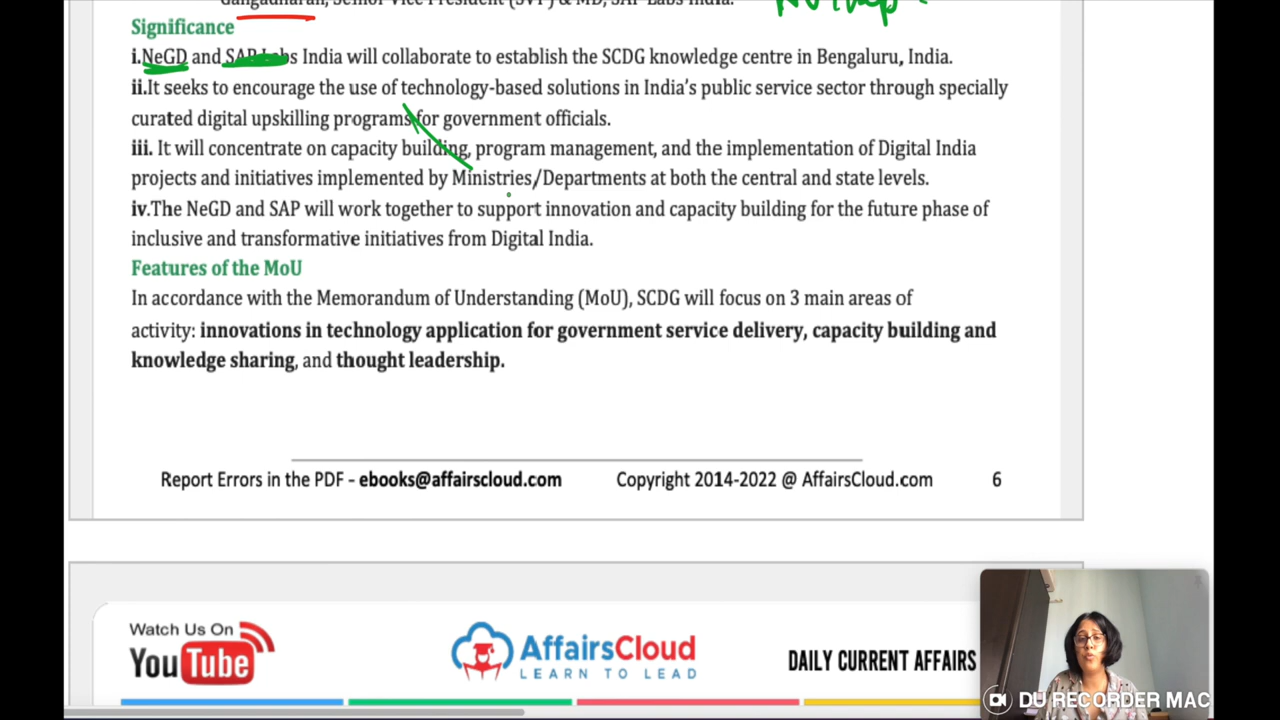 Gangadharan, Senior Vice President (SVP) & MD, SAP Labs India.
Significance
i.NeGD and SAP Labs India will collaborate to establish the SCDG knowledge centre in Bengaluru, India.
ii.It seeks to encourage the use of technology-based solutions in India's public service sector through specially
curated digital upskilling programs for government officials.
iii. It will concentrate on capacity building, program management, and the implementation of Digital India
projects and initiatives implemented by Ministries/Departments at both the central and state levels.
iv.The NeGD and SAP will work together to support innovation and capacity building for the future phase of
inclusive and transformative initiatives from Digital India.
Features of the MoU
In accordance with the Memorandum of Understanding (MoU), SCDG will focus on 3 main areas of
activity: innovations in technology application for government service delivery, capacity building and
knowledge sharing, and thought leadership.
Report Errors in the PDF - ebooks@affairscloud.com Copyright 2014-2022 @ AffairsCloud.com 6
Watch Us On
YouTube
AffairsCloud
LEARN TO LEAD
DAILY CURRENT AFFAIRS
DU RECORDER MAC